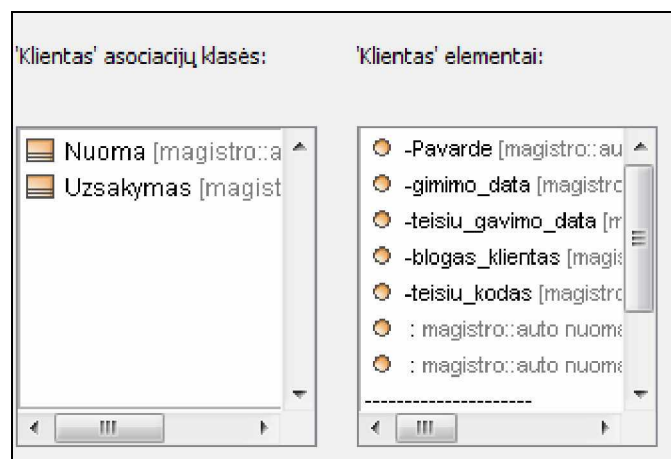 'Klientas' asociacijų klasės:
Nuoma [magistro::a
Uzsakymas [magist
'Klientas' elementai:
-Pavarde [magistro::au
-gimimo_data [magistro
-teisiu_gavimo_data [m
-blogas_klientas [magis
-teisiu_kodas [magistro
: magistro::auto nuoma
: magistro::auto nuoma
--------------------